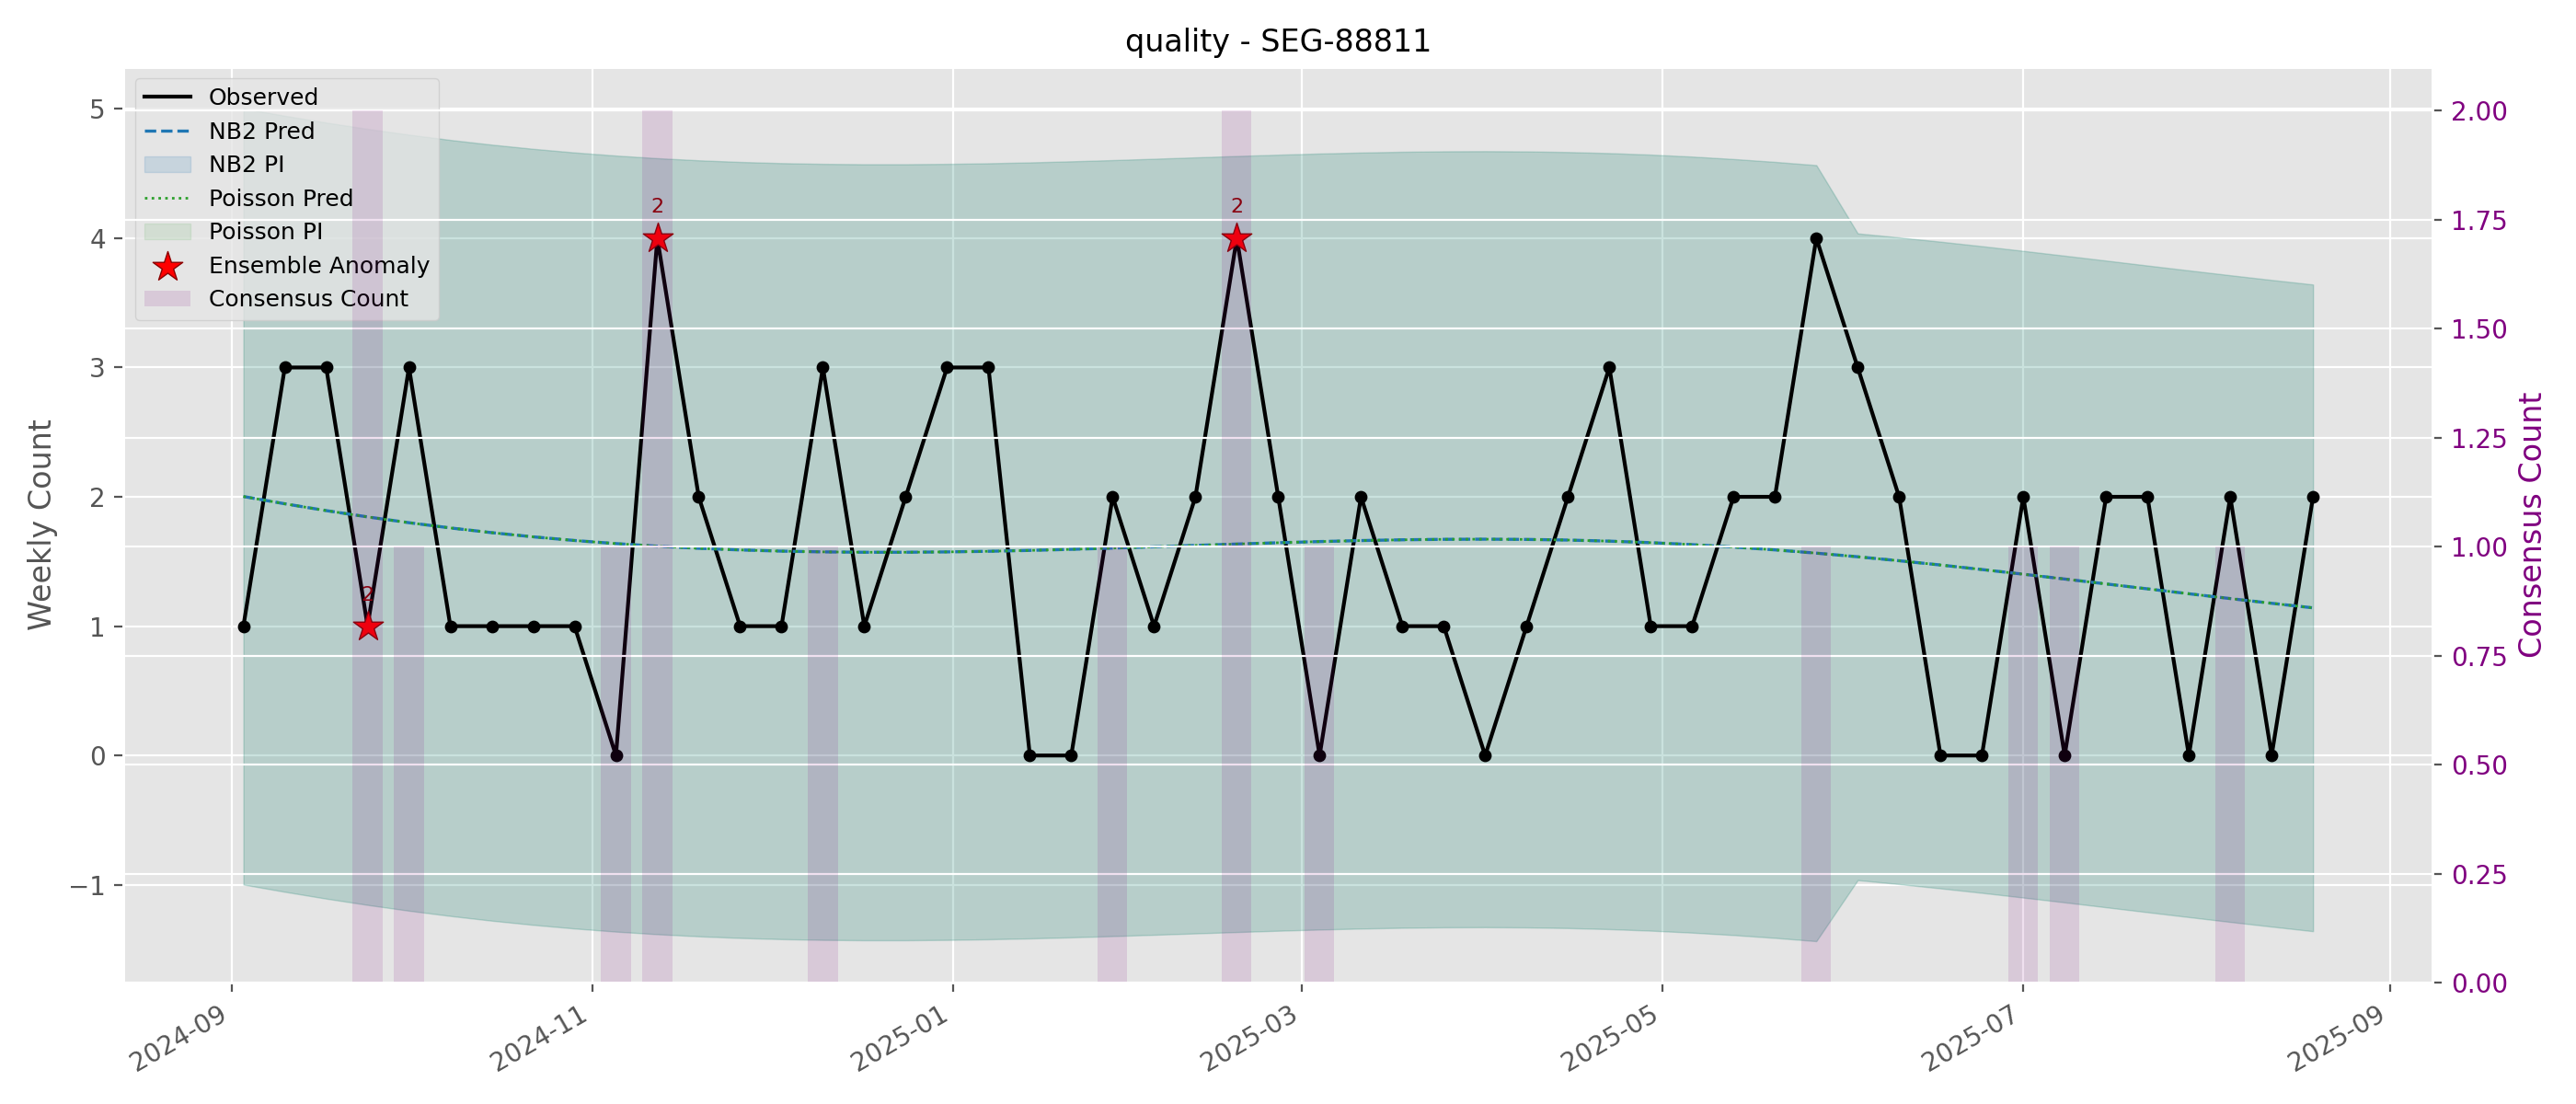 quality - SEG-88811
Observed
NB2 Pred
NB2 PI
Poisson Pred
Poisson PI
Ensemble Anomaly
Consensus Count
5
4
3
2
1
0
−1
Weekly Count
2
2
2
2.00
1.75
1.50
1.25
1.00
0.75
0.50
0.25
0.00
Consensus Count
2024-09
2024-11
2025-01
2025-03
2025-05
2025-07
2025-09